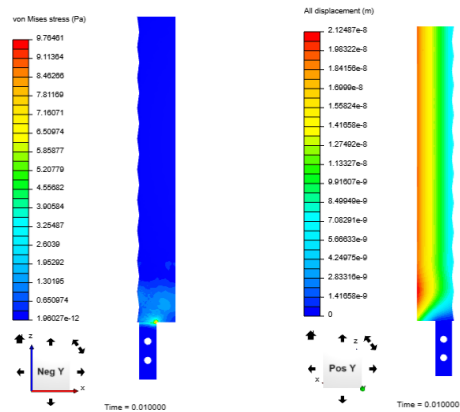 von Mises stress (Pa)
9.76461
9.11364
8.46266
7.81169
7.16071
6.50974
5.85877
5.20779
4.55682
3.90584
3.25487
2.6039
1.95292
1.30195
0.650974
1.96027e-12
z
Neg Y
x
Time = 0.010000
All displacement (m)
2.12487e-8
1.98322e-8
1.84156e-8
1.6999e-8
1.55824e-8
1.41658e-8
1.27492e-8
1.13327e-8
9.91607e-9
8.49949e-9
7.08291e-9
5.66633e-9
4.24975e-9
2.83316e-9
1.41658e-9
0
z
Pos Y
x
Time = 0.010000